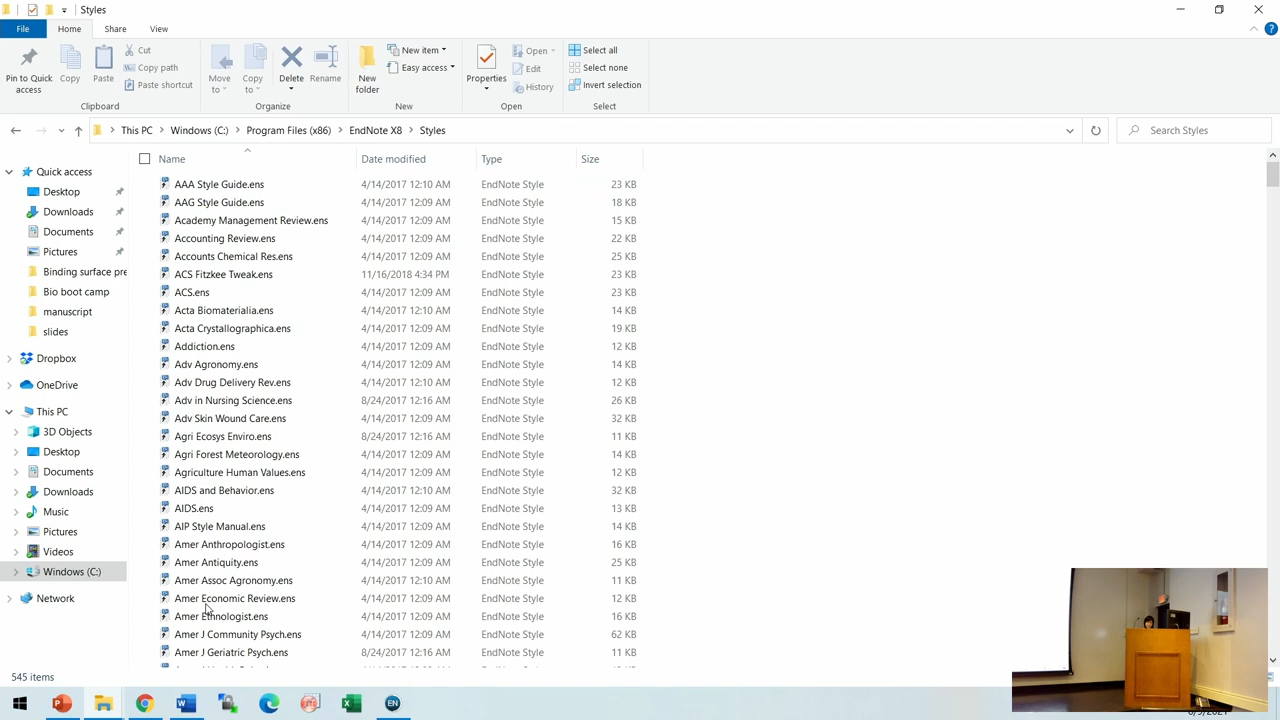 Styles
File Home Share View
Pin to Quick access
Copy
Paste
Cut
Copy path
Paste shortcut
Clipboard
Move to
Copy to
Delete
Rename
Organize
New folder
New item
Easy access
New
Properties
Open
Edit
History
Open
Select all
Select none
Invert selection
Select
This PC > Windows (C:) > Program Files (x86) > EndNote X8 > Styles
Search Styles
Quick access
Desktop
Downloads
Documents
Pictures
Binding surface pre
Bio boot camp
manuscript
slides
Dropbox
OneDrive
This PC
3D Objects
Desktop
Documents
Downloads
Music
Pictures
Videos
Windows (C:)
Network
Name Date modified Type Size
AAA Style Guide.ens 4/14/2017 12:10 AM EndNote Style 23 KB
AAG Style Guide.ens 4/14/2017 12:09 AM EndNote Style 18 KB
Academy Management Review.ens 4/14/2017 12:09 AM EndNote Style 15 KB
Accounting Review.ens 4/14/2017 12:09 AM EndNote Style 22 KB
Accounts Chemical Res.ens 4/14/2017 12:09 AM EndNote Style 25 KB
ACS Fitzkee Tweak.ens 11/16/2018 4:34 PM EndNote Style 23 KB
ACS.ens 4/14/2017 12:09 AM EndNote Style 23 KB
Acta Biomaterialia.ens 4/14/2017 12:10 AM EndNote Style 14 KB
Acta Crystallographica.ens 4/14/2017 12:09 AM EndNote Style 19 KB
Addiction.ens 4/14/2017 12:09 AM EndNote Style 12 KB
Adv Agronomy.ens 4/14/2017 12:09 AM EndNote Style 14 KB
Adv Drug Delivery Rev.ens 4/14/2017 12:10 AM EndNote Style 12 KB
Adv in Nursing Science.ens 8/24/2017 12:16 AM EndNote Style 26 KB
Adv Skin Wound Care.ens 4/14/2017 12:09 AM EndNote Style 32 KB
Agri Ecosys Enviro.ens 8/24/2017 12:16 AM EndNote Style 11 KB
Agri Forest Meteorology.ens 4/14/2017 12:09 AM EndNote Style 14 KB
Agriculture Human Values.ens 4/14/2017 12:09 AM EndNote Style 12 KB
AIDS and Behavior.ens 4/14/2017 12:10 AM EndNote Style 32 KB
AIDS.ens 4/14/2017 12:09 AM EndNote Style 13 KB
AIP Style Manual.ens 4/14/2017 12:09 AM EndNote Style 14 KB
Amer Anthropologist.ens 4/14/2017 12:09 AM EndNote Style 16 KB
Amer Antiquity.ens 4/14/2017 12:09 AM EndNote Style 25 KB
Amer Assoc Agronomy.ens 4/14/2017 12:10 AM EndNote Style 11 KB
Amer Economic Review.ens 4/14/2017 12:09 AM EndNote Style 12 KB
Amer Ethnologist.ens 4/14/2017 12:09 AM EndNote Style 16 KB
Amer J Community Psych.ens 4/14/2017 12:09 AM EndNote Style 62 KB
Amer J Geriatric Psych.ens 8/24/2017 12:16 AM EndNote Style 11 KB
545 items
EN